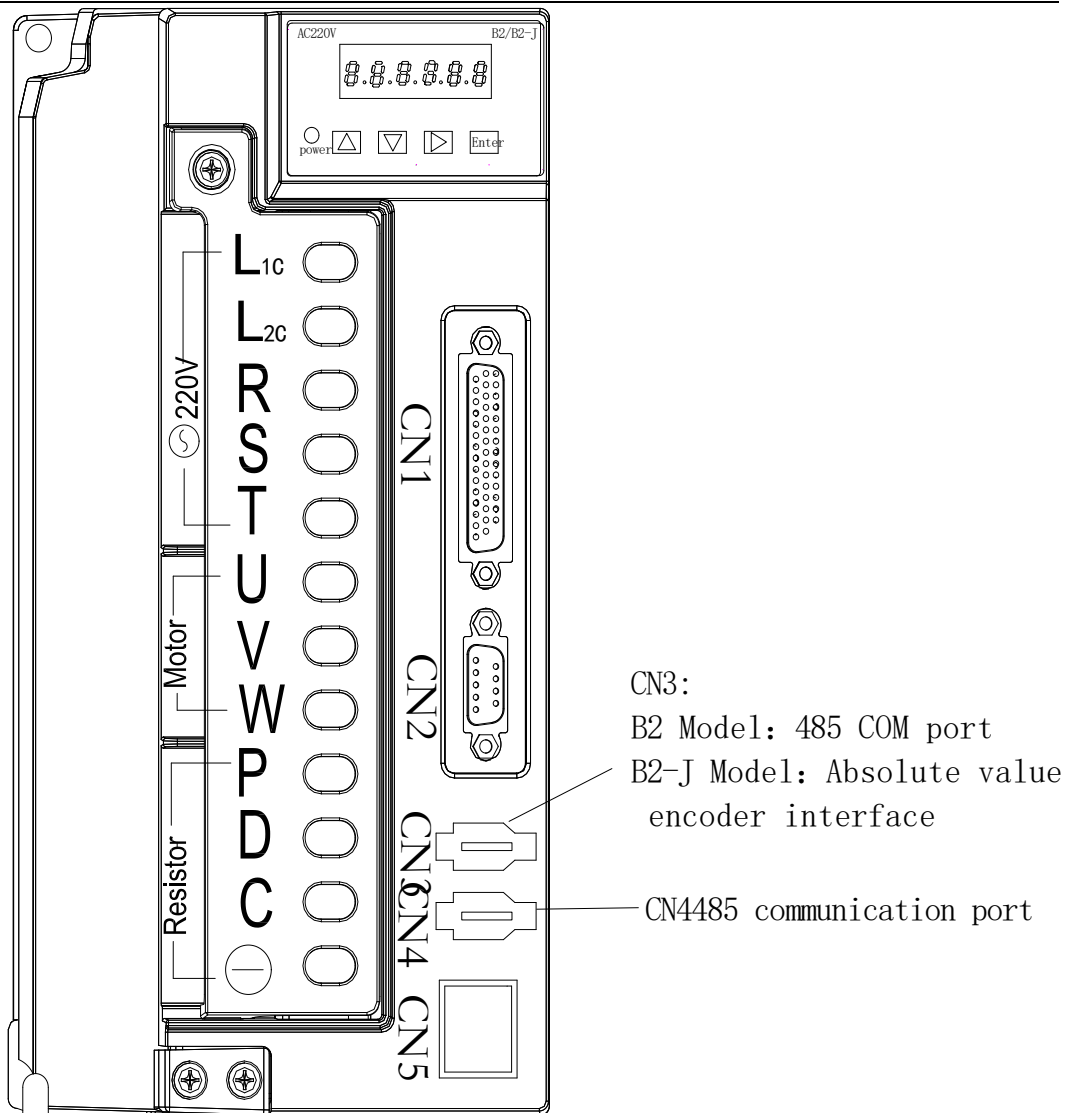 AC220V B2/B2-J
8.8.8.8.8.8
power Enter
L1C
L2C
R
S
T
220V
U
V
W
Motor
P
D
C
Resistor
CN1
CN2
CN3
CN4
CN5
CN3:
B2 Model: 485 COM port
B2-J Model: Absolute value
encoder interface
CN4485 communication port